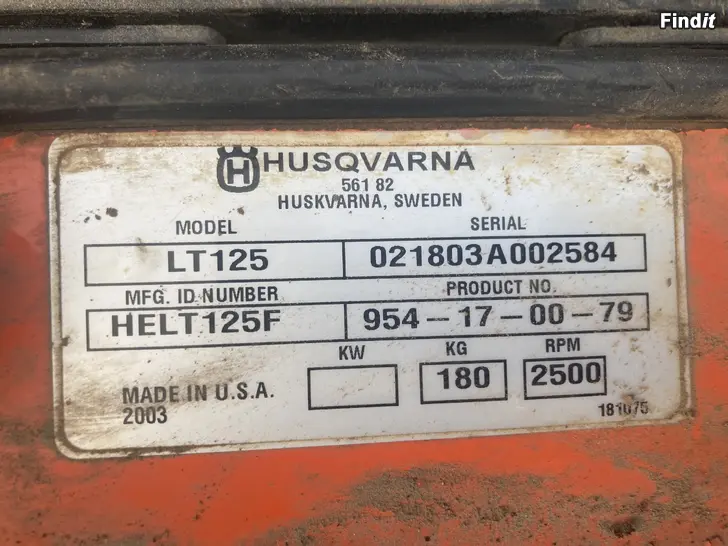 Findit
HUSQVARNA
561 82
HUSKVARNA, SWEDEN
MODEL SERIAL
LT125 021803A002584
MFG. ID NUMBER PRODUCT NO.
HELT125F 954-17-00-79
KW KG RPM
180 2500
MADE IN U.S.A.
2003
181075